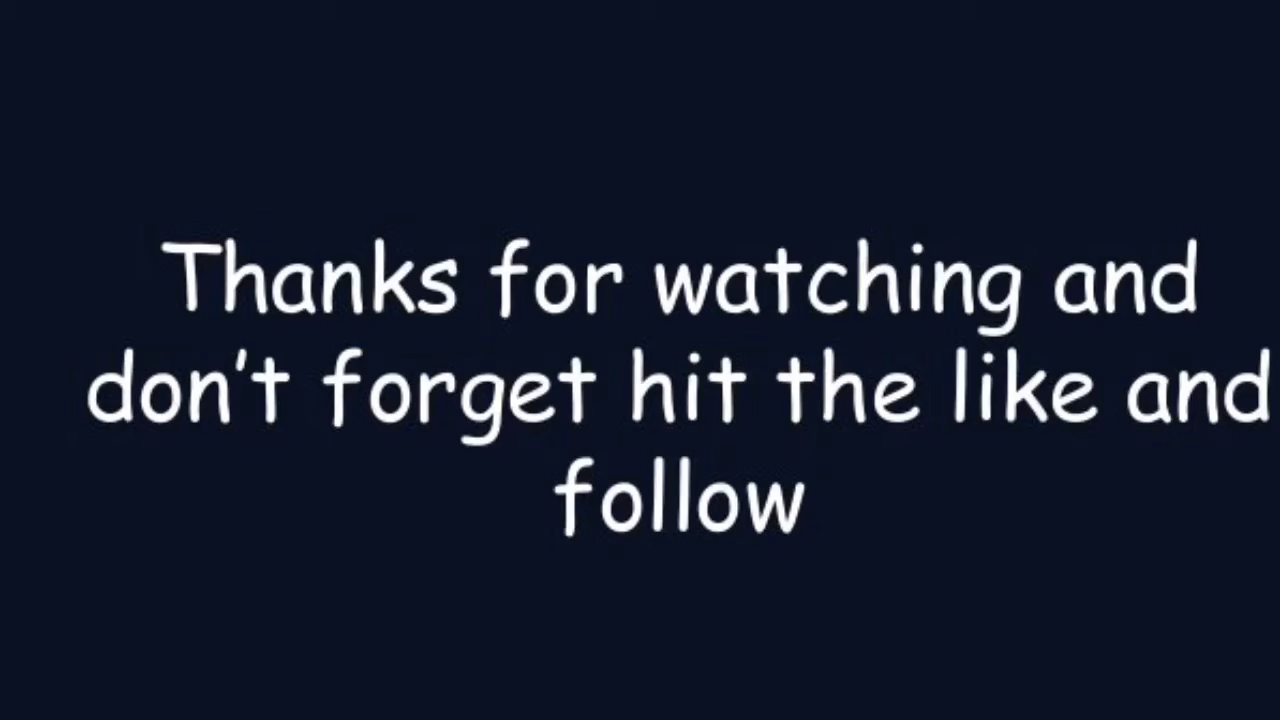 Thanks for watching and
don't forget hit the like and
follow